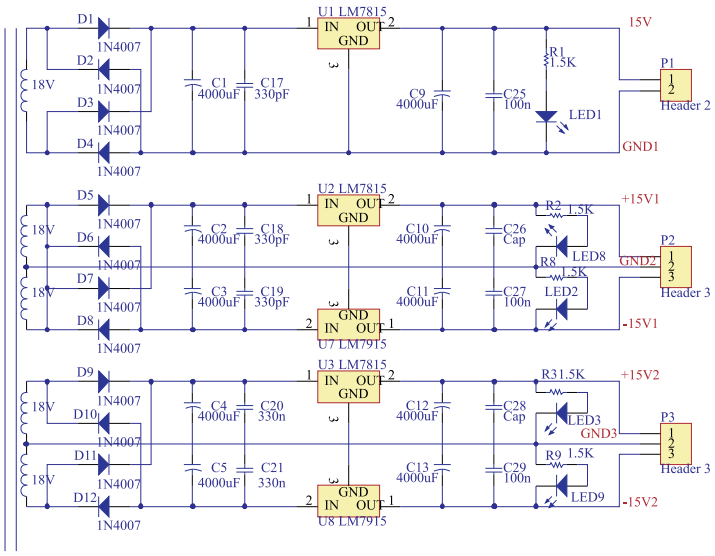 D1
1N4007
D2
1N4007
D3
1N4007
D4
1N4007
18V
C1
4000uF
C17
330pF
U1 LM7815
1 IN OUT 2
GND
3
C9
4000uF
C25
100n
R1
1.5K
LED1
15V
GND1
P1
1
2
Header 2
D5
1N4007
D6
1N4007
D7
1N4007
D8
1N4007
18V
18V
C2
4000uF
C18
330pF
C3
4000uF
C19
330pF
U2 LM7815
1 IN OUT 2
GND
3
3
GND
2 IN OUT 1
U7 LM7915
C10
4000uF
C26
Cap
C11
4000uF
C27
100n
R2 1.5K
LED8
R8 1.5K
LED2
+15V1
GND2
-15V1
P2
1
2
3
Header 3
D9
1N4007
D10
1N4007
D11
1N4007
D12
1N4007
18V
18V
C4
4000uF
C20
330n
C5
4000uF
C21
330n
U3 LM7815
1 IN OUT 2
GND
3
3
GND
2 IN OUT 1
U8 LM7915
C12
4000uF
C28
Cap
C13
4000uF
C29
100n
R31.5K
LED3
R9 1.5K
LED9
+15V2
GND3
-15V2
P3
1
2
3
Header 3